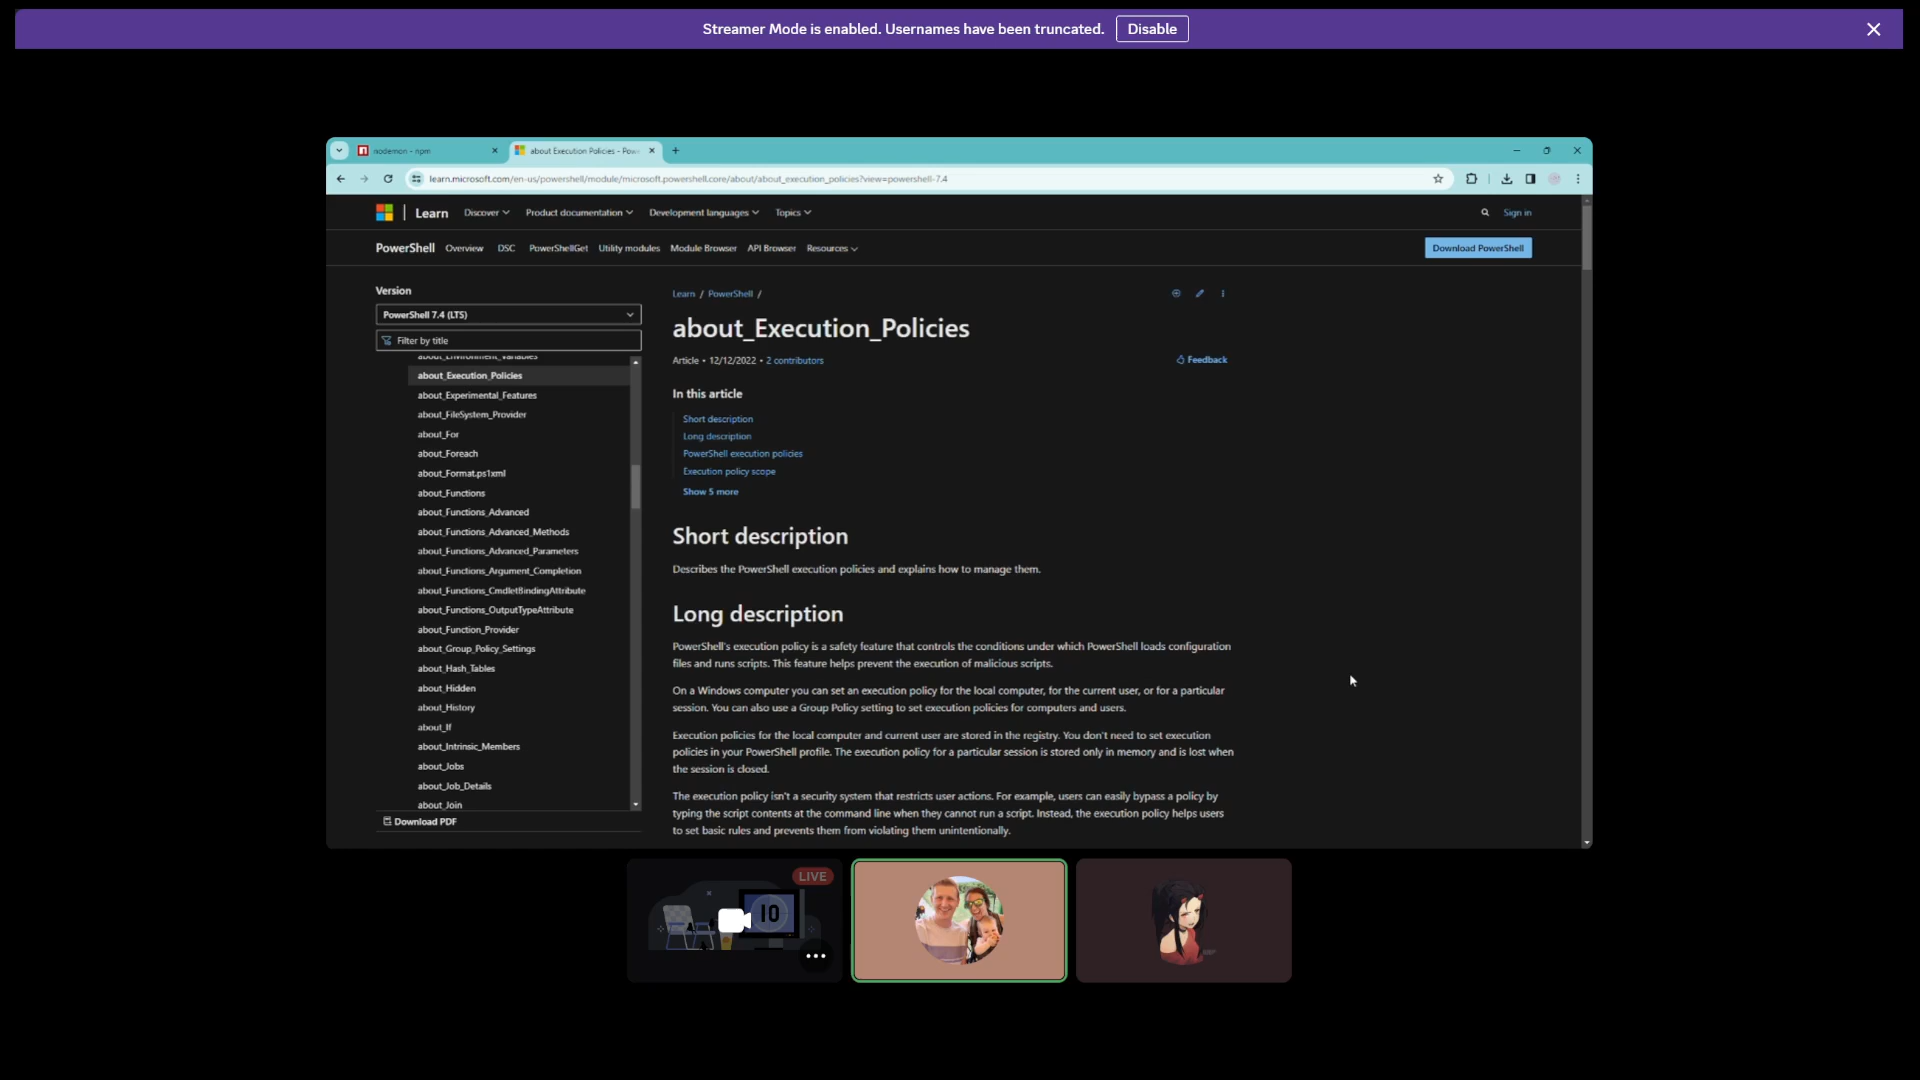 Streamer Mode is enabled. Usernames have been truncated. Disable
nodemon - npm
about Execution Policies - Pow
learn.microsoft.com/en-us/powershell/module/microsoft.powershell.core/about/about_execution_policies?view=powershell-7.4
Learn Discover Product documentation Development languages Topics Sign in
PowerShell Overview DSC PowerShellGet Utility modules Module Browser API Browser Resources Download PowerShell
Version
PowerShell 7.4 (LTS)
Filter by title
about_Environment_Variables
about_Execution_Policies
about_Experimental_Features
about_FileSystem_Provider
about_For
about_Foreach
about_Format.ps1xml
about_Functions
about_Functions_Advanced
about_Functions_Advanced_Methods
about_Functions_Advanced_Parameters
about_Functions_Argument_Completion
about_Functions_CmdletBindingAttribute
about_Functions_OutputTypeAttribute
about_Function_Provider
about_Group_Policy_Settings
about_Hash_Tables
about_Hidden
about_History
about_If
about_Intrinsic_Members
about_Jobs
about_Job_Details
about_Join
Download PDF
Learn / PowerShell /
about_Execution_Policies
Article • 12/12/2022 • 2 contributors
Feedback
In this article
Short description
Long description
PowerShell execution policies
Execution policy scope
Show 5 more
Short description
Describes the PowerShell execution policies and explains how to manage them.
Long description
PowerShell's execution policy is a safety feature that controls the conditions under which PowerShell loads configuration
files and runs scripts. This feature helps prevent the execution of malicious scripts.
On a Windows computer you can set an execution policy for the local computer, for the current user, or for a particular
session. You can also use a Group Policy setting to set execution policies for computers and users.
Execution policies for the local computer and current user are stored in the registry. You don't need to set execution
policies in your PowerShell profile. The execution policy for a particular session is stored only in memory and is lost when
the session is closed.
The execution policy isn't a security system that restricts user actions. For example, users can easily bypass a policy by
typing the script contents at the command line when they cannot run a script. Instead, the execution policy helps users
to set basic rules and prevents them from violating them unintentionally.
LIVE
10